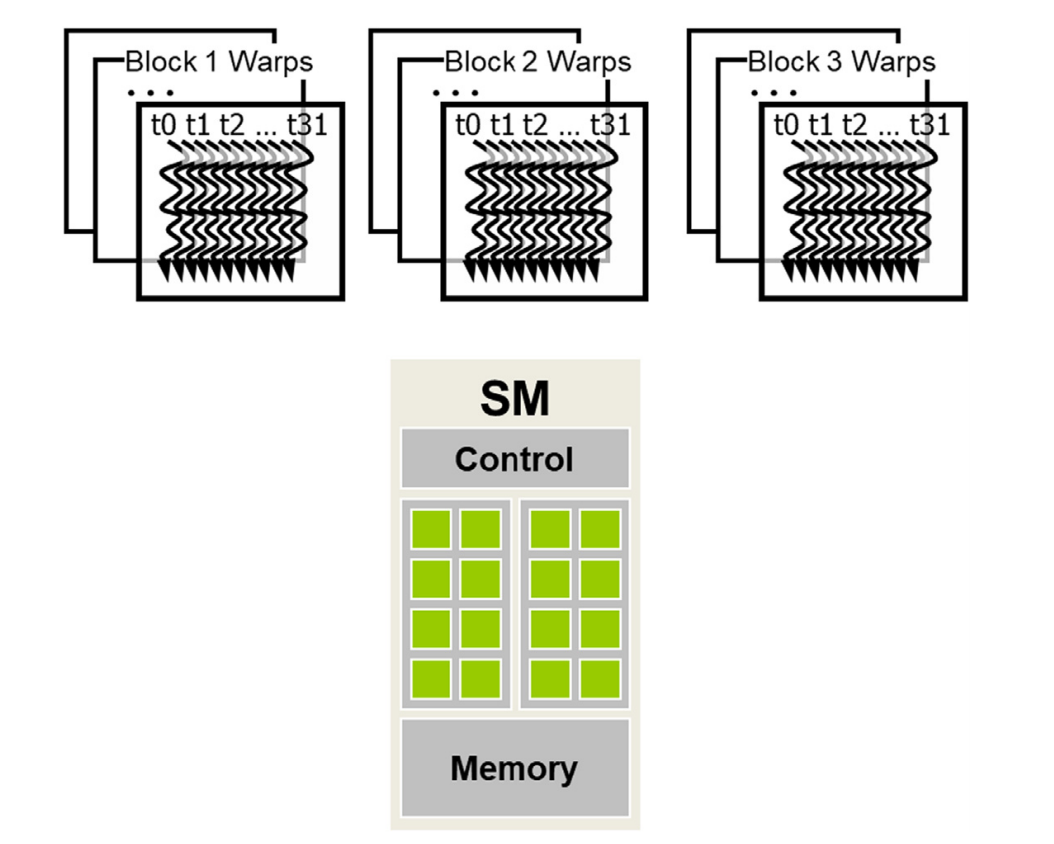 Block 1 Warps
Block 2 Warps
Block 3 Warps
. . .
. . .
. . .
t0 t1 t2 ... t31
t0 t1 t2 ... t31
t0 t1 t2 ... t31
SM
Control
Memory